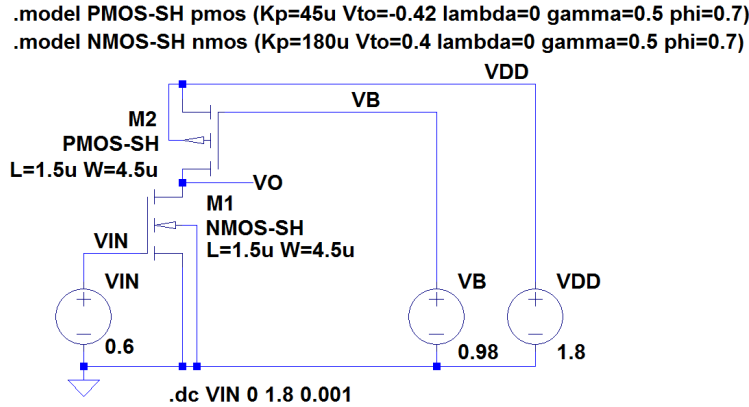 .model PMOS-SH pmos (Kp=45u Vto=-0.42 lambda=0 gamma=0.5 phi=0.7)
.model NMOS-SH nmos (Kp=180u Vto=0.4 lambda=0 gamma=0.5 phi=0.7)
VDD
VB
M2
PMOS-SH
L=1.5u W=4.5u
VO
M1
NMOS-SH
L=1.5u W=4.5u
VIN
VIN
0.6
VB
0.98
VDD
1.8
.dc VIN 0 1.8 0.001